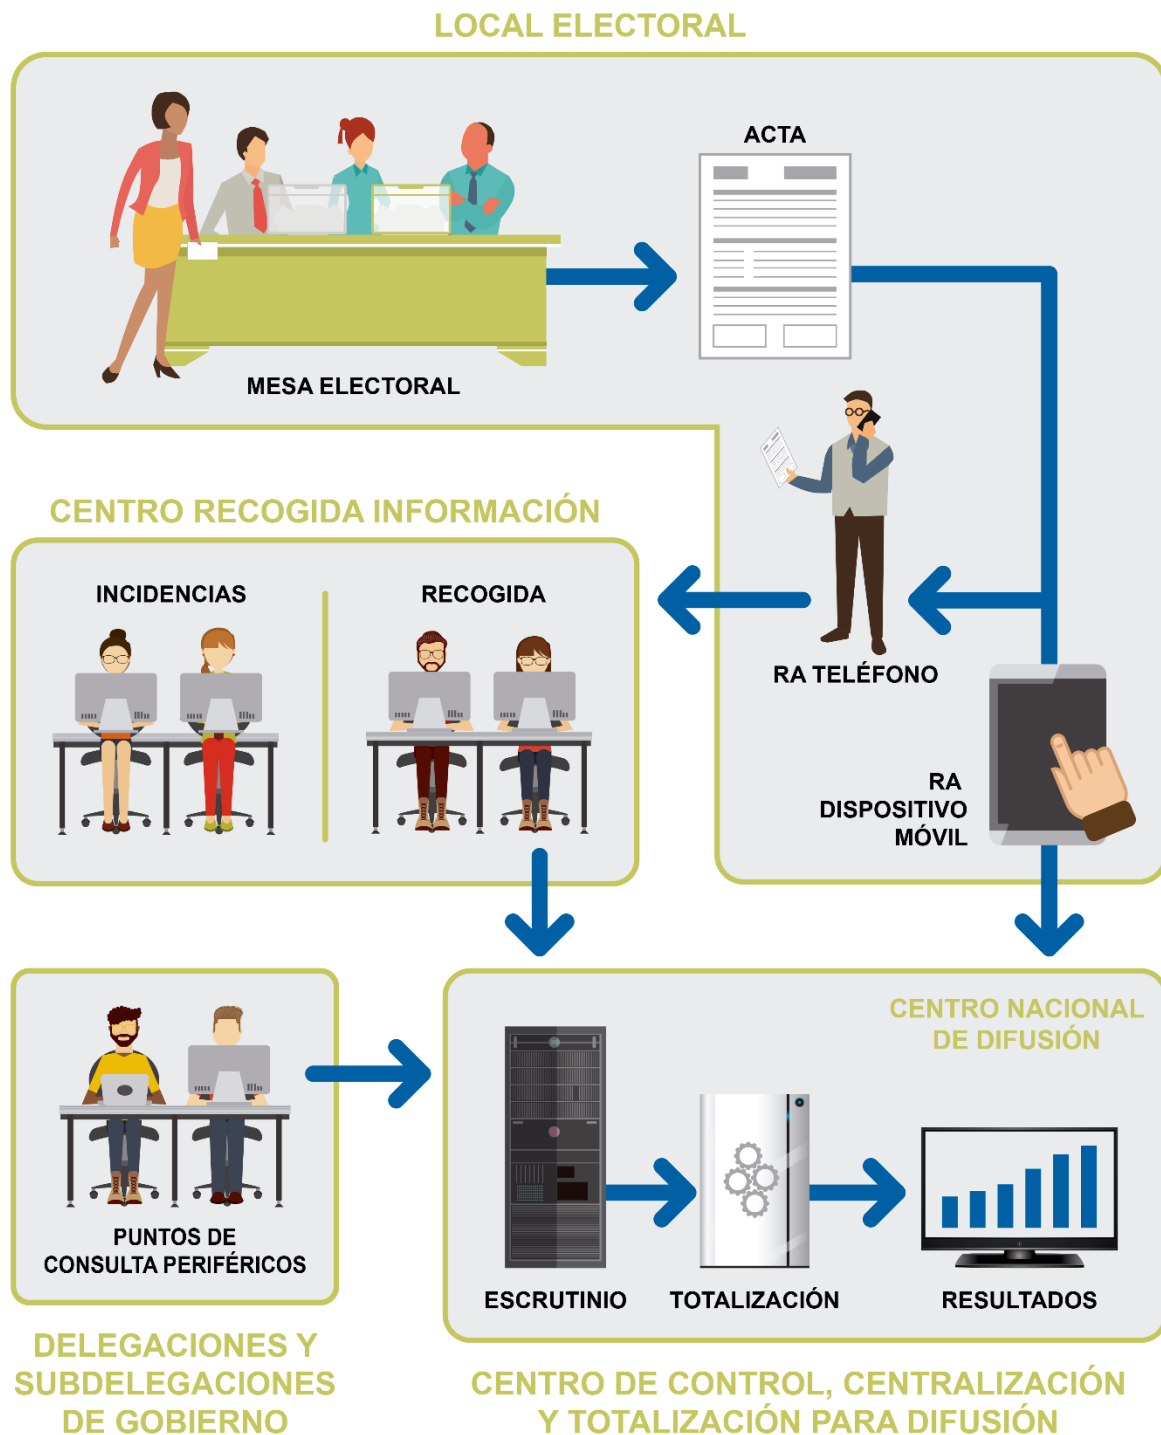 LOCAL ELECTORAL
ACTA
MESA ELECTORAL
CENTRO RECOGIDA INFORMACIÓN
INCIDENCIAS
RECOGIDA
RA TELÉFONO
RA
DISPOSITIVO
MÓVIL
CENTRO NACIONAL
DE DIFUSIÓN
PUNTOS DE
CONSULTA PERIFÉRICOS
ESCRUTINIO
TOTALIZACIÓN
RESULTADOS
DELEGACIONES Y
SUBDELEGACIONES
DE GOBIERNO
CENTRO DE CONTROL, CENTRALIZACIÓN
Y TOTALIZACIÓN PARA DIFUSIÓN